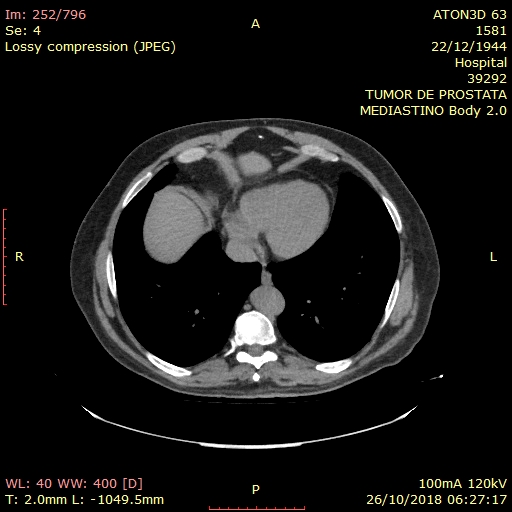 Im: 252/796
Se: 4
Lossy compression (JPEG)
A
ATON3D 63
1581
22/12/1944
Hospital
39292
TUMOR DE PROSTATA
MEDIASTINO Body 2.0
R
L
WL: 40 WW: 400 [D]
T: 2.0mm L: -1049.5mm
P
100mA 120kV
26/10/2018 06:27:17